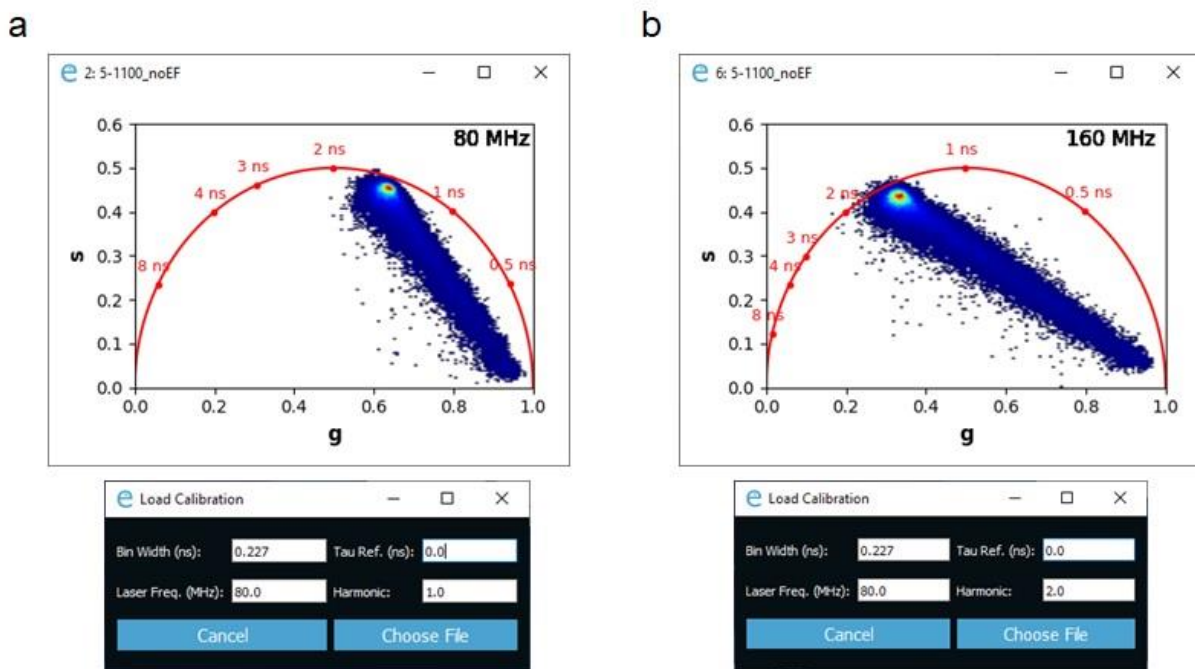 a
b
2: 5-1100_noEF
6: 5-1100_noEF
80 MHz
0.6
0.5
0.4
0.3
0.2
0.1
0.0
s
8 ns
4 ns
3 ns
2 ns
1 ns
0.5 ns
0.0
0.2
0.4
0.6
0.8
1.0
g
160 MHz
0.6
0.5
0.4
0.3
0.2
0.1
0.0
s
8 ns
4 ns
3 ns
2 ns
1 ns
0.5 ns
0.0
0.2
0.4
0.6
0.8
1.0
g
Load Calibration
Bin Width (ns): 0.227 Tau Ref. (ns): 0.0
Laser Freq. (MHz): 80.0 Harmonic: 1.0
Cancel Choose File
Load Calibration
Bin Width (ns): 0.227 Tau Ref. (ns): 0.0
Laser Freq. (MHz): 80.0 Harmonic: 2.0
Cancel Choose File